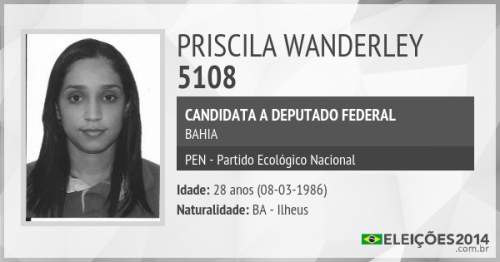 PRISCILA WANDERLEY
5108
CANDIDATA A DEPUTADO FEDERAL
BAHIA
PEN - Partido Ecológico Nacional
Idade: 28 anos (08-03-1986)
Naturalidade: BA - Ilheus
ELEIÇÕES2014
.com.br